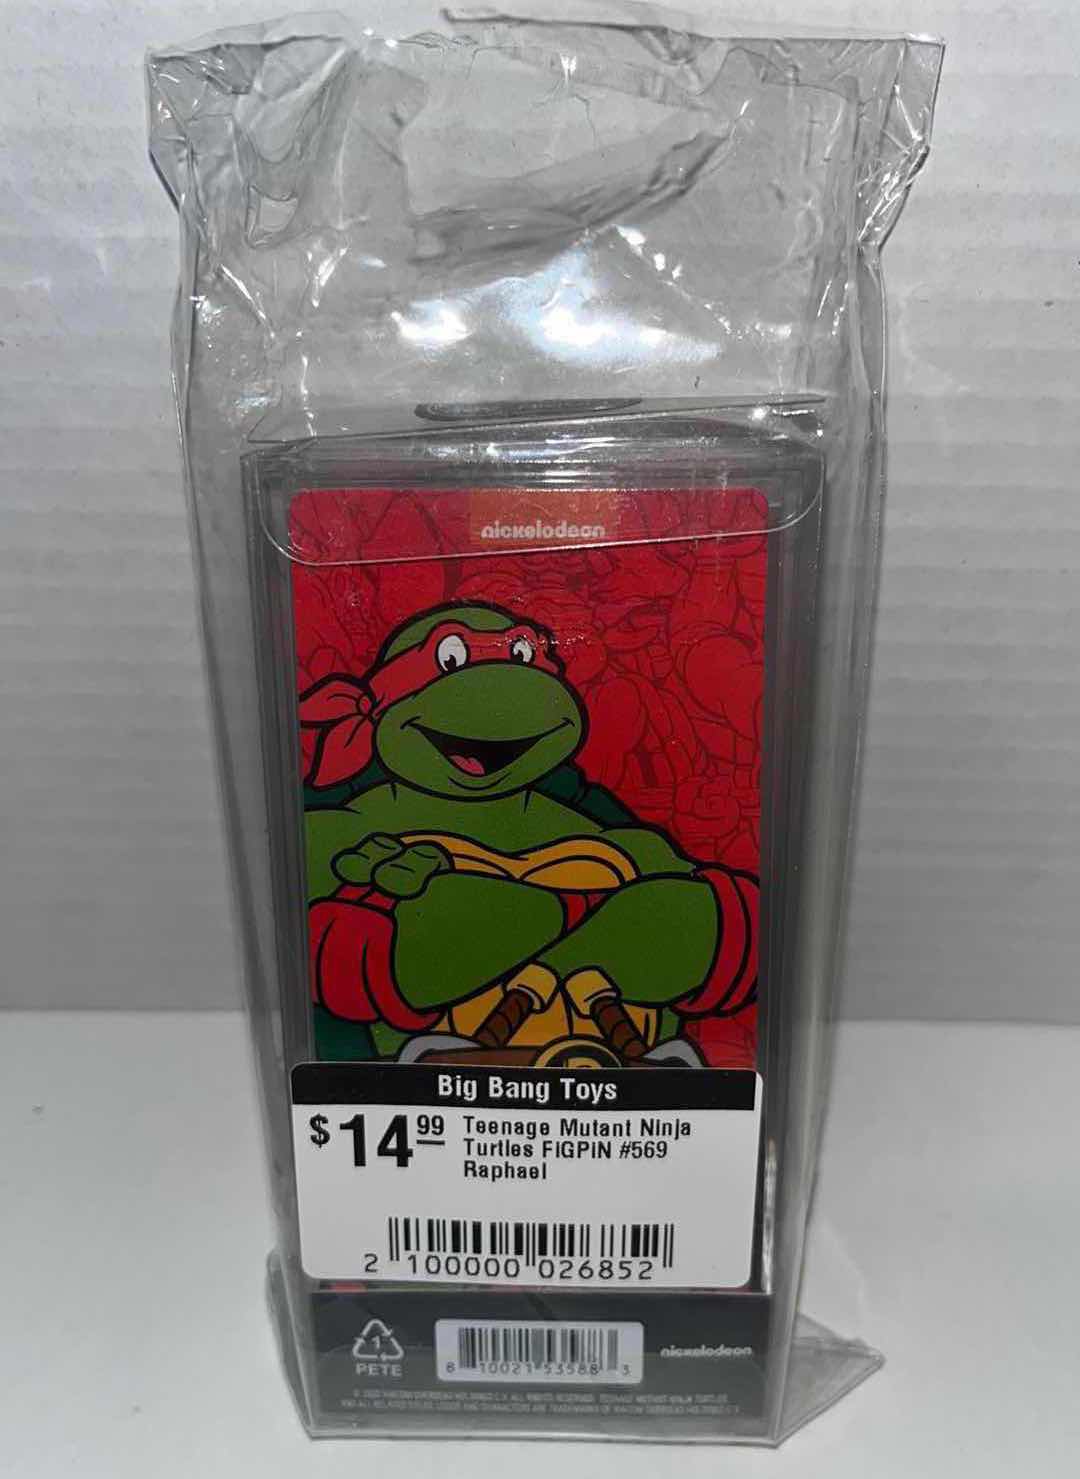 nickelodeon
Big Bang Toys
$14.99
Teenage Mutant Ninja
Turtles FiGPiN #569
Raphael
2 100000 026852
1
PETE
8 10021 53588 3
nickelodeon